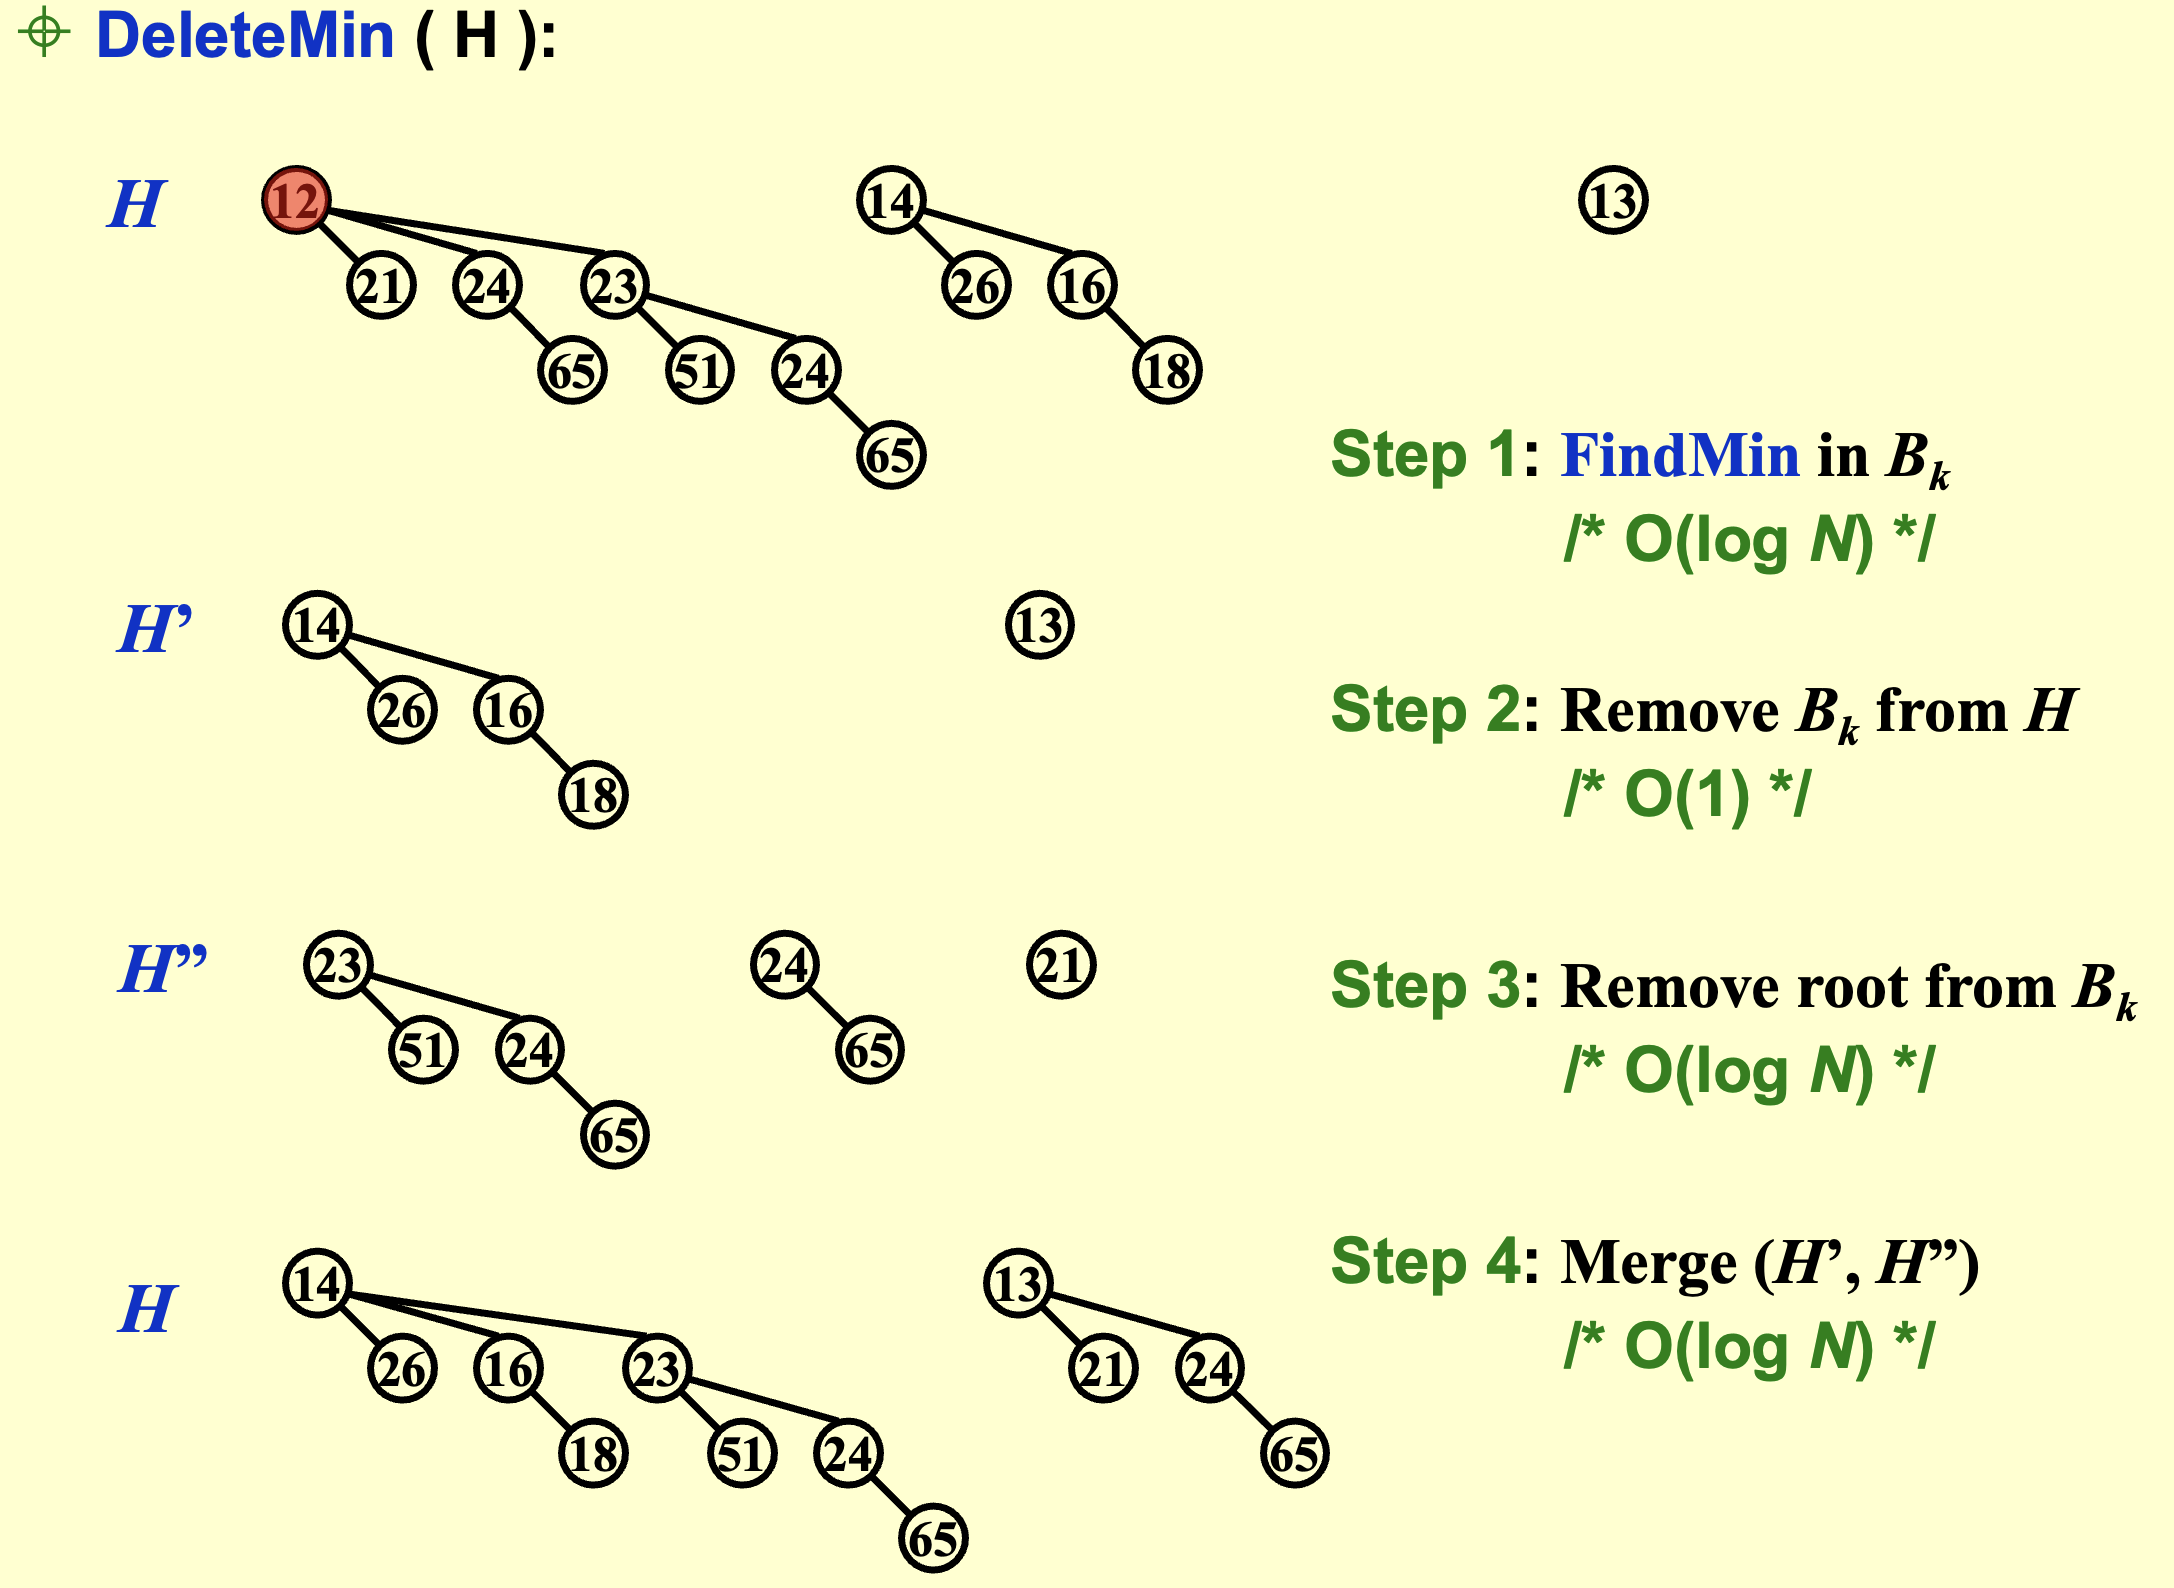 DeleteMin ( H ):
H 12 14 13
21 24 23 26 16
65 51 24 18
65
Step 1: FindMin in Bk
/* O(log N) */
H’ 14 13
26 16
18
Step 2: Remove Bk from H
/* O(1) */
H” 23 24 21
51 24 65
65
Step 3: Remove root from Bk
/* O(log N) */
H 14 13
26 16 23 21 24
18 51 24 65
65
Step 4: Merge (H’, H”)
/* O(log N) */